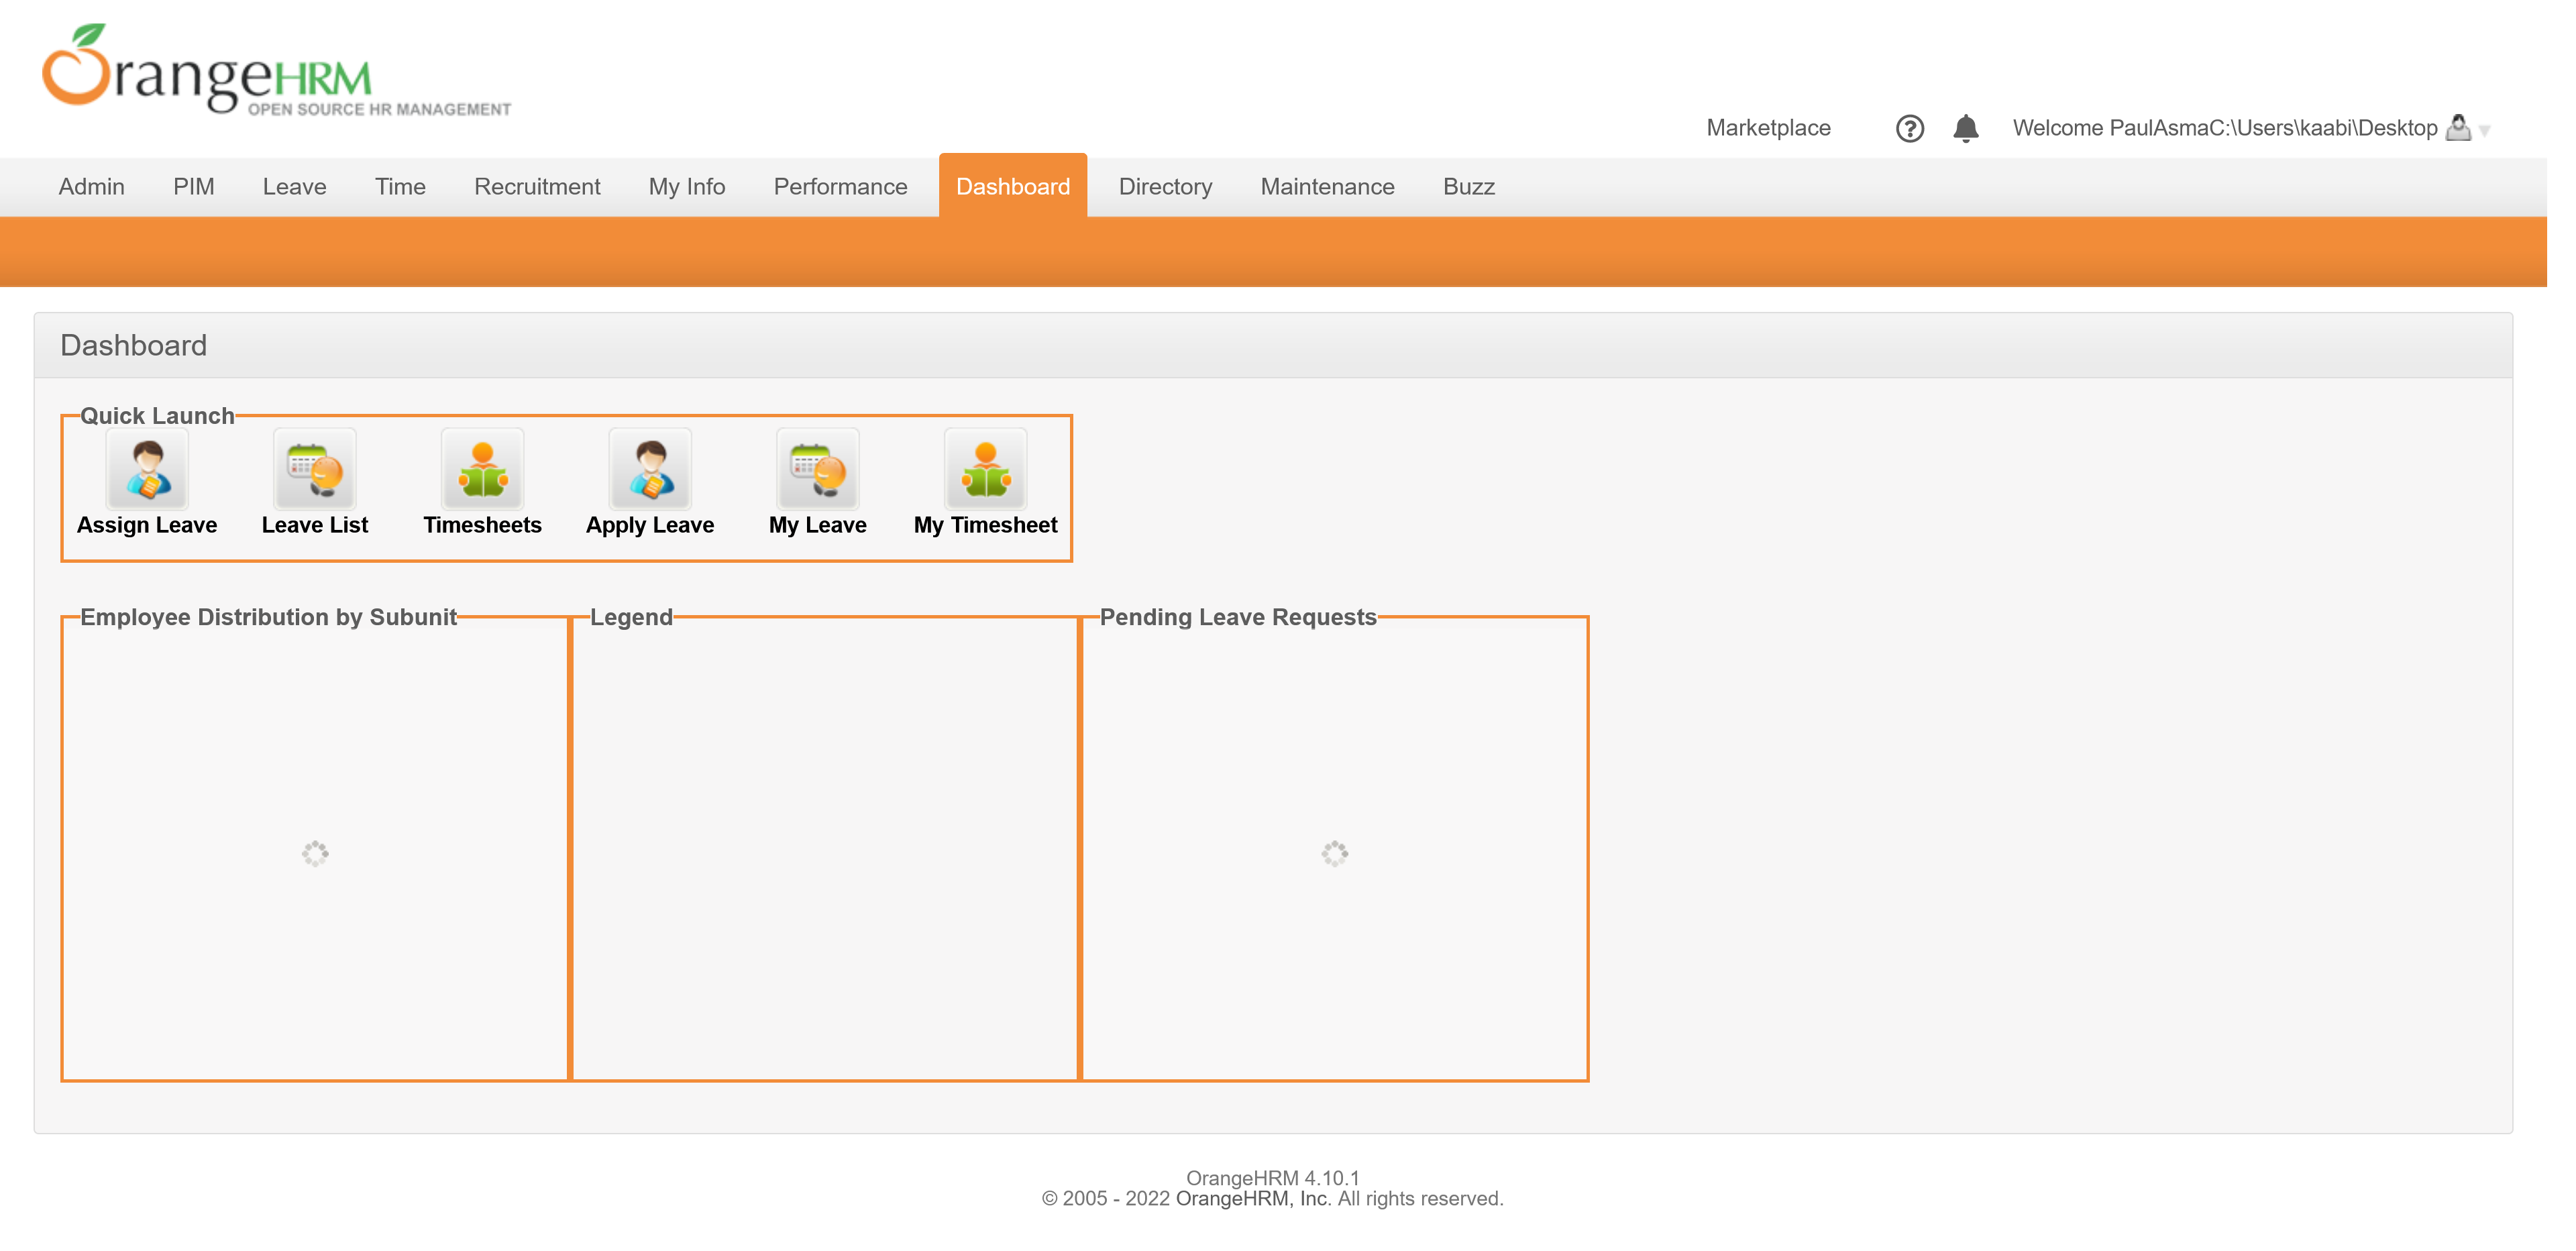 OrangeHRM
OPEN SOURCE HR MANAGEMENT
Marketplace
Welcome PaulAsmaC:\Users\kaabi\Desktop
Admin PIM Leave Time Recruitment My Info Performance Dashboard Directory Maintenance Buzz
Dashboard
Quick Launch
Assign Leave Leave List Timesheets Apply Leave My Leave My Timesheet
Employee Distribution by Subunit Legend Pending Leave Requests
OrangeHRM 4.10.1
© 2005 - 2022 OrangeHRM, Inc. All rights reserved.